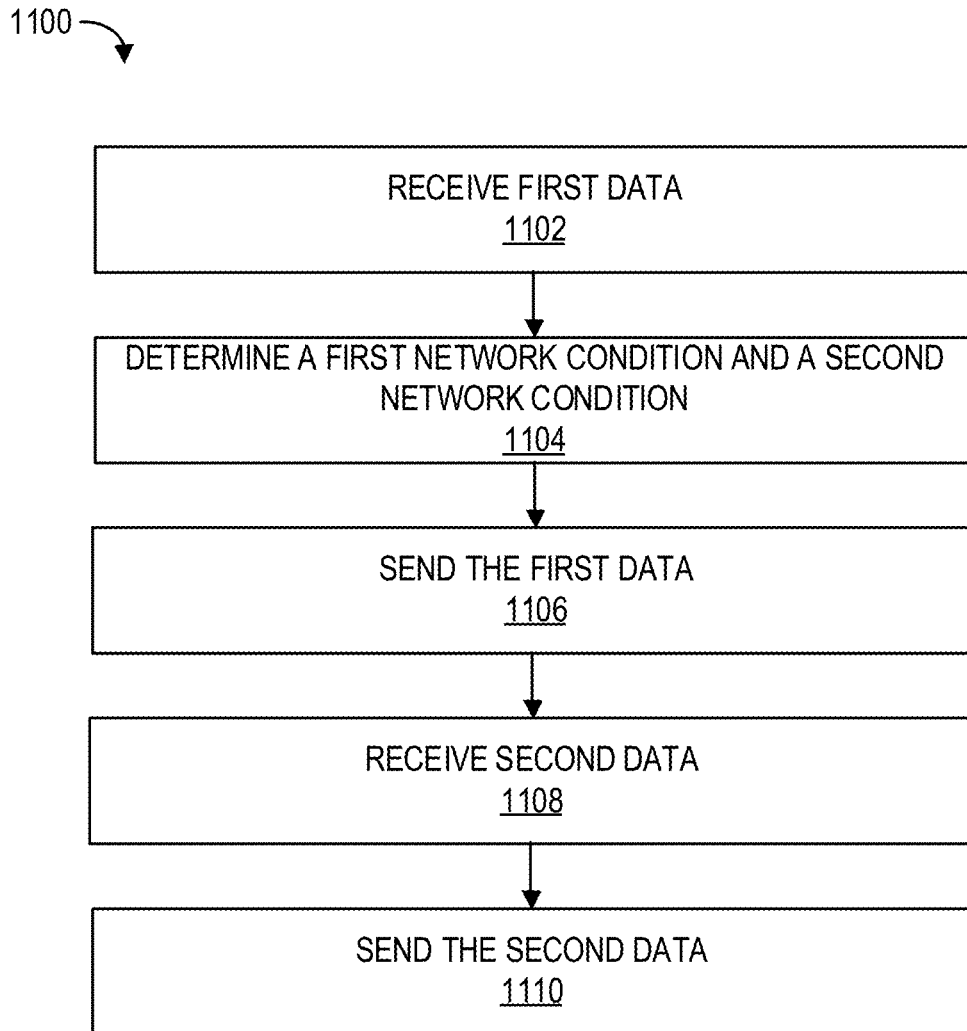 1100
RECEIVE FIRST DATA
1102
DETERMINE A FIRST NETWORK CONDITION AND A SECOND
NETWORK CONDITION
1104
SEND THE FIRST DATA
1106
RECEIVE SECOND DATA
1108
SEND THE SECOND DATA
1110